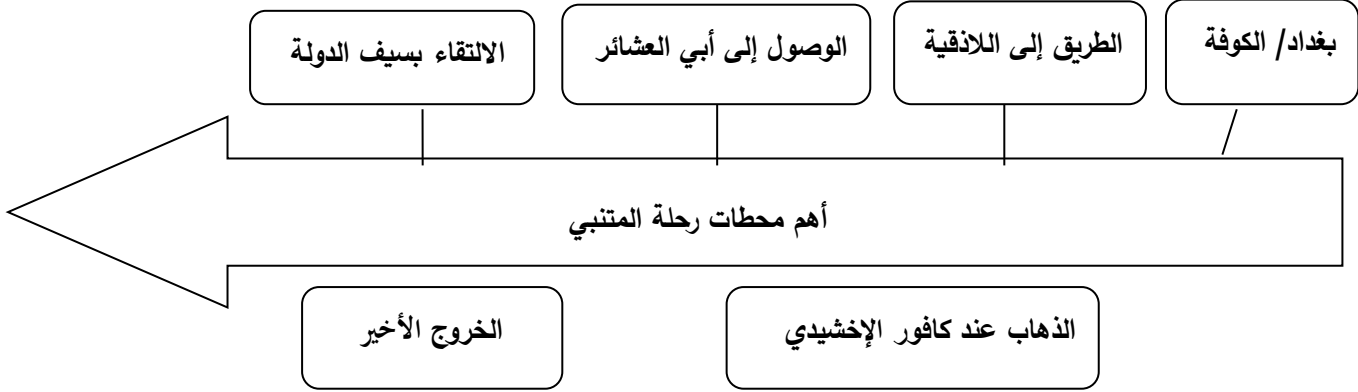 بغداد/ الكوفة
الطريق إلى اللاذقية
الوصول إلى أبي العشائر
الالتقاء بسيف الدولة
أهم محطات رحلة المتنبي
الذهاب عند كافور الإخشيدي
الخروج الأخير